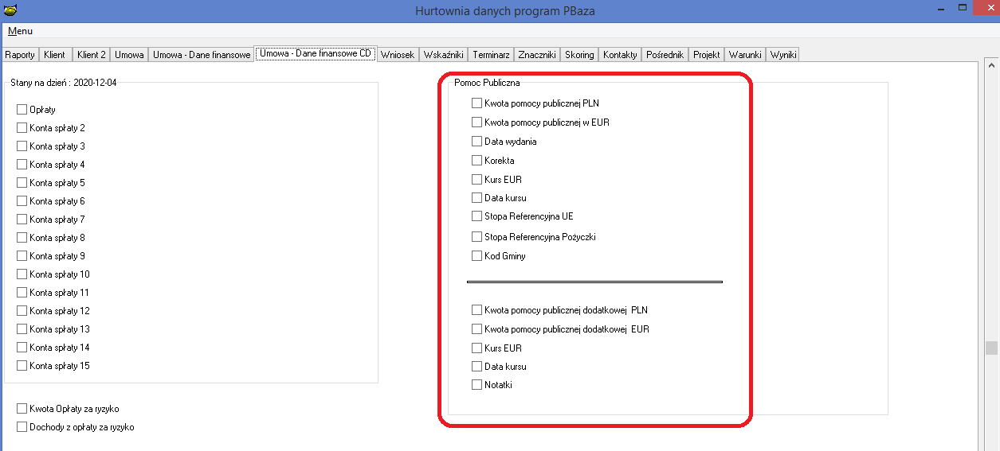 Hurtownia danych program PBaza
Menu
Raporty Klient Klient 2 Umowa Umowa - Dane finansowe Umowa - Dane finansowe CD Wniosek Wskaźniki Terminarz Znaczniki Skoring Kontakty Pośrednik Projekt Warunki Wyniki
Stany na dzień : 2020-12-04
Opłaty
Konta spłaty 2
Konta spłaty 3
Konta spłaty 4
Konta spłaty 5
Konta spłaty 6
Konta spłaty 7
Konta spłaty 8
Konta spłaty 9
Konta spłaty 10
Konta spłaty 11
Konta spłaty 12
Konta spłaty 13
Konta spłaty 14
Konta spłaty 15
Kwota Opłaty za ryzyko
Dochody z opłaty za ryzyko
Pomoc Publiczna
Kwota pomocy publicznej PLN
Kwota pomocy publicznej w EUR
Data wydania
Korekta
Kurs EUR
Data kursu
Stopa Referencyjna UE
Stopa Referencyjna Pożyczki
Kod Gminy
Kwota pomocy publicznej dodatkowej PLN
Kwota pomocy publicznej dodatkowej EUR
Kurs EUR
Data kursu
Notatki